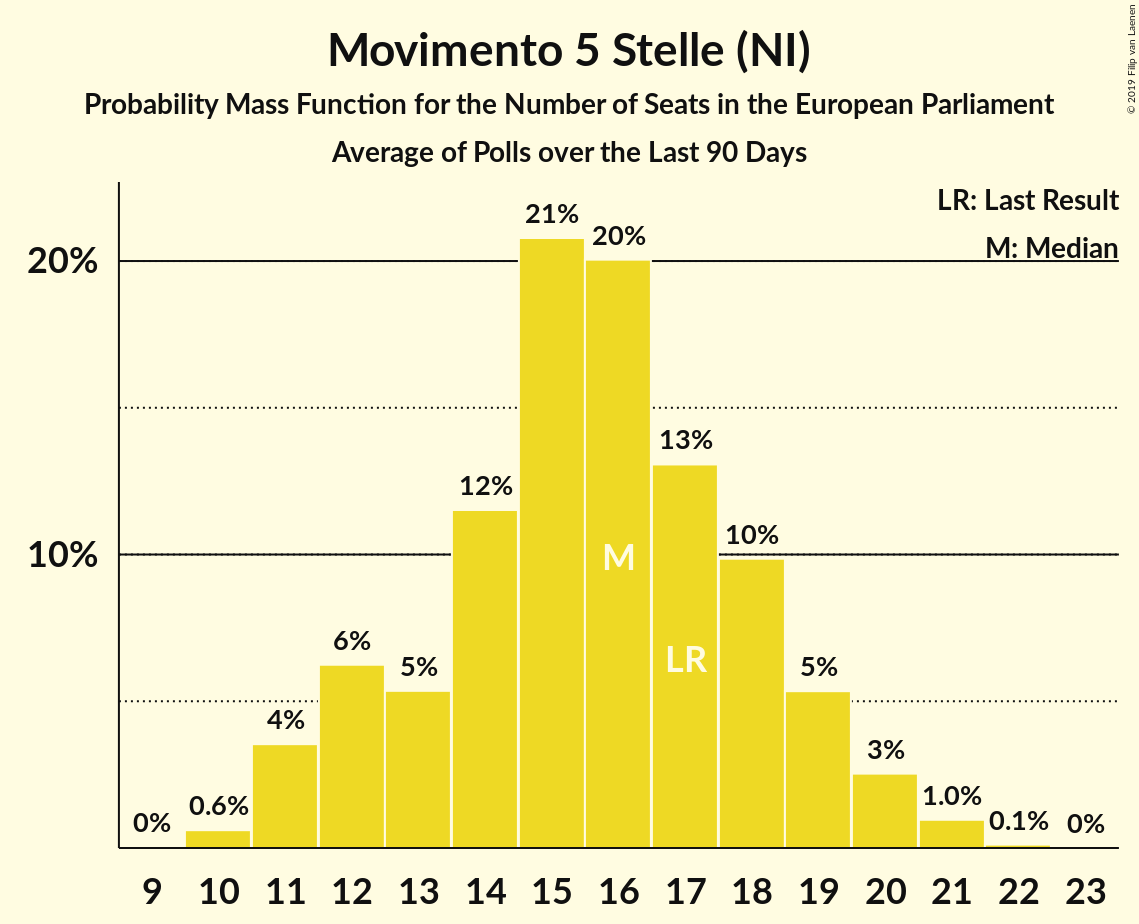 Movimento 5 Stelle (NI)
Probability Mass Function for the Number of Seats in the European Parliament
Average of Polls over the Last 90 Days
© 2019 Filip van Laenen
LR: Last Result
M: Median
20%
10%
0%
0.6%
4%
6%
5%
12%
21%
20%
13%
10%
5%
3%
1.0%
0.1%
0%
M
LR
9 10 11 12 13 14 15 16 17 18 19 20 21 22 23